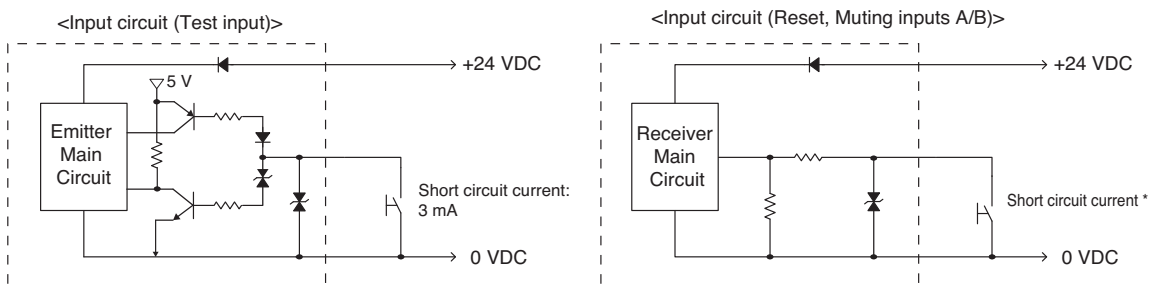 <Input circuit (Test input)>
+24 VDC
5 V
Emitter
Main
Circuit
Short circuit current:
3 mA
0 VDC
<Input circuit (Reset, Muting inputs A/B)>
+24 VDC
Receiver
Main
Circuit
Short circuit current *
0 VDC